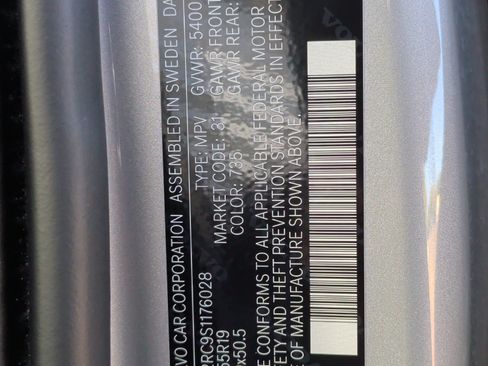 VO CAR CORPORATION ASSEMBLED IN SWEDEN DA
TYPE: MPV GVWR: 5400
RC9S1176028 MARKET CODE: 31 GAWR FRONT
55R19 COLOR: 735 GAWR REAR:
x50.5
E CONFORMS TO ALL APPLICABLE FEDERAL MOTOR
ETY AND THEFT PREVENTION STANDARDS IN EFFECT
E OF MANUFACTURE SHOWN ABOVE.